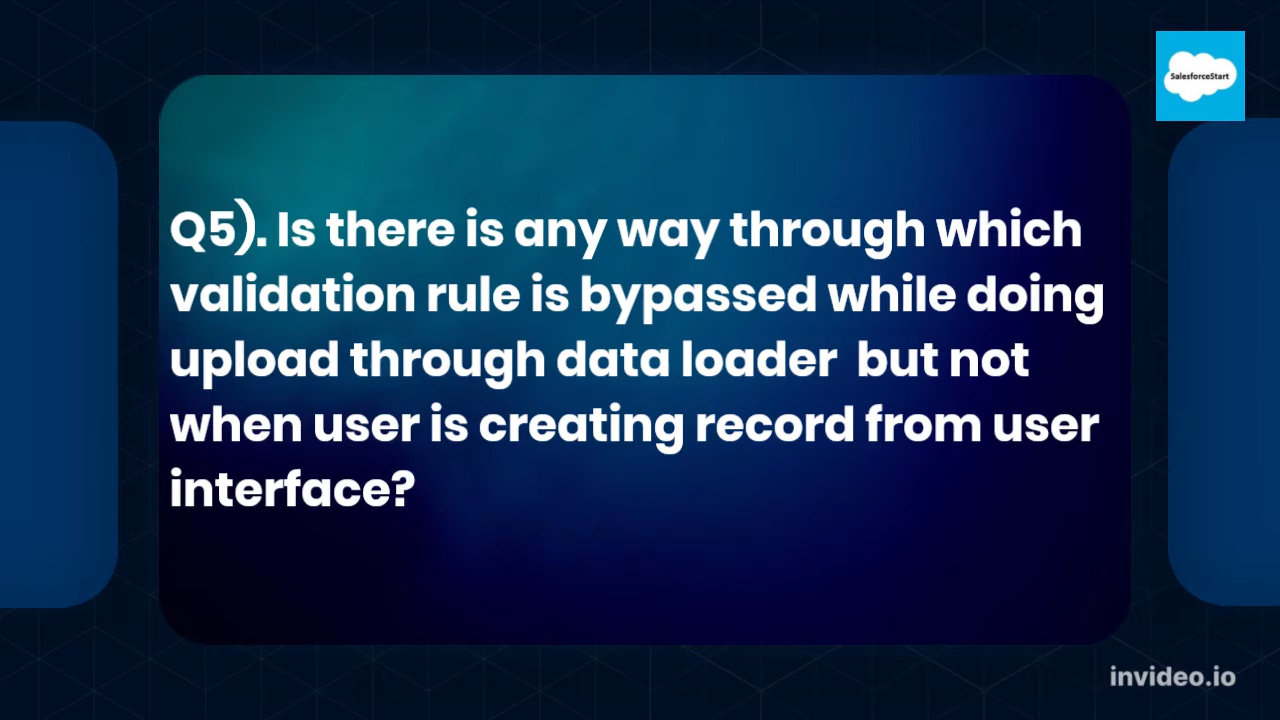 SalesforceStart
Q5). Is there is any way through which
validation rule is bypassed while doing
upload through data loader  but not
when user is creating record from user
interface?
invideo.io